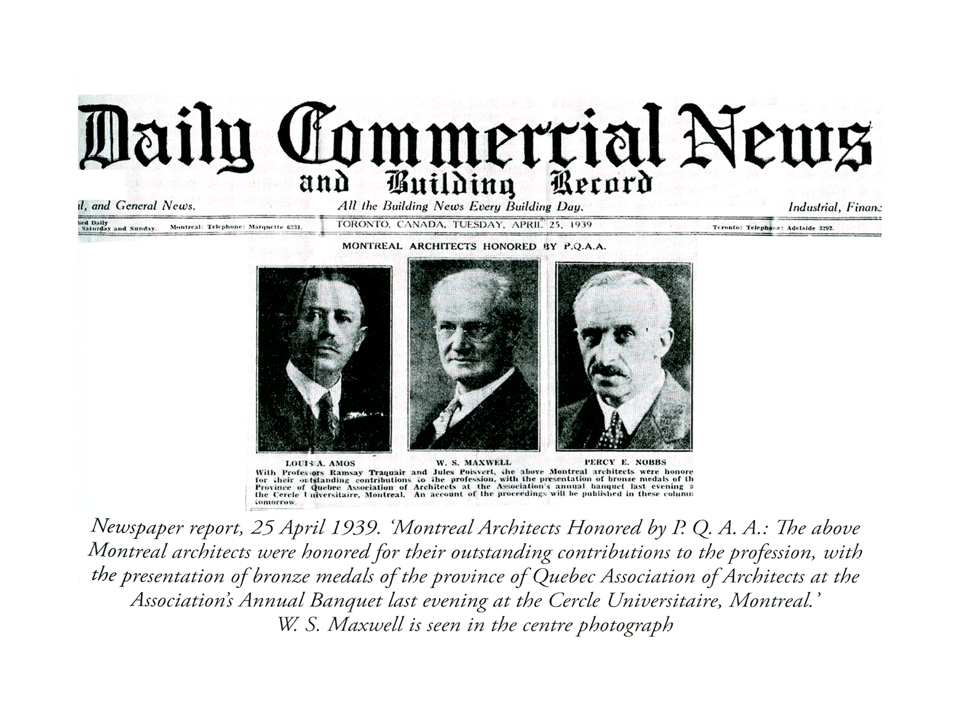 Daily Commercial News
and Building Record
l, and General News. All the Building News Every Building Day. Industrial, Financ
ed Daily
Saturday and Sunday. Montreal: Telephone: Marquette 6231. TORONTO, CANADA, TUESDAY, APRIL 25, 1939 Toronto: Telephone: Adelaide 3292.
MONTREAL ARCHITECTS HONORED BY P.Q.A.A.
LOUIS A. AMOS W. S. MAXWELL PERCY E. NOBBS
With Professors Ramsay Traquair and Jules Poisvert, the above Montreal architects were honore
for their outstanding contributions to the profession, with the presentation of bronze medals of th
Province of Quebec Association of Architects at the Association's annual banquet last evening a
the Cercle Universitaire, Montreal. An account of the proceedings will be published in these column
tomorrow.
Newspaper report, 25 April 1939. ‘Montreal Architects Honored by P. Q. A. A.: The above
Montreal architects were honored for their outstanding contributions to the profession, with
the presentation of bronze medals of the province of Quebec Association of Architects at the
Association’s Annual Banquet last evening at the Cercle Universitaire, Montreal.’
W. S. Maxwell is seen in the centre photograph